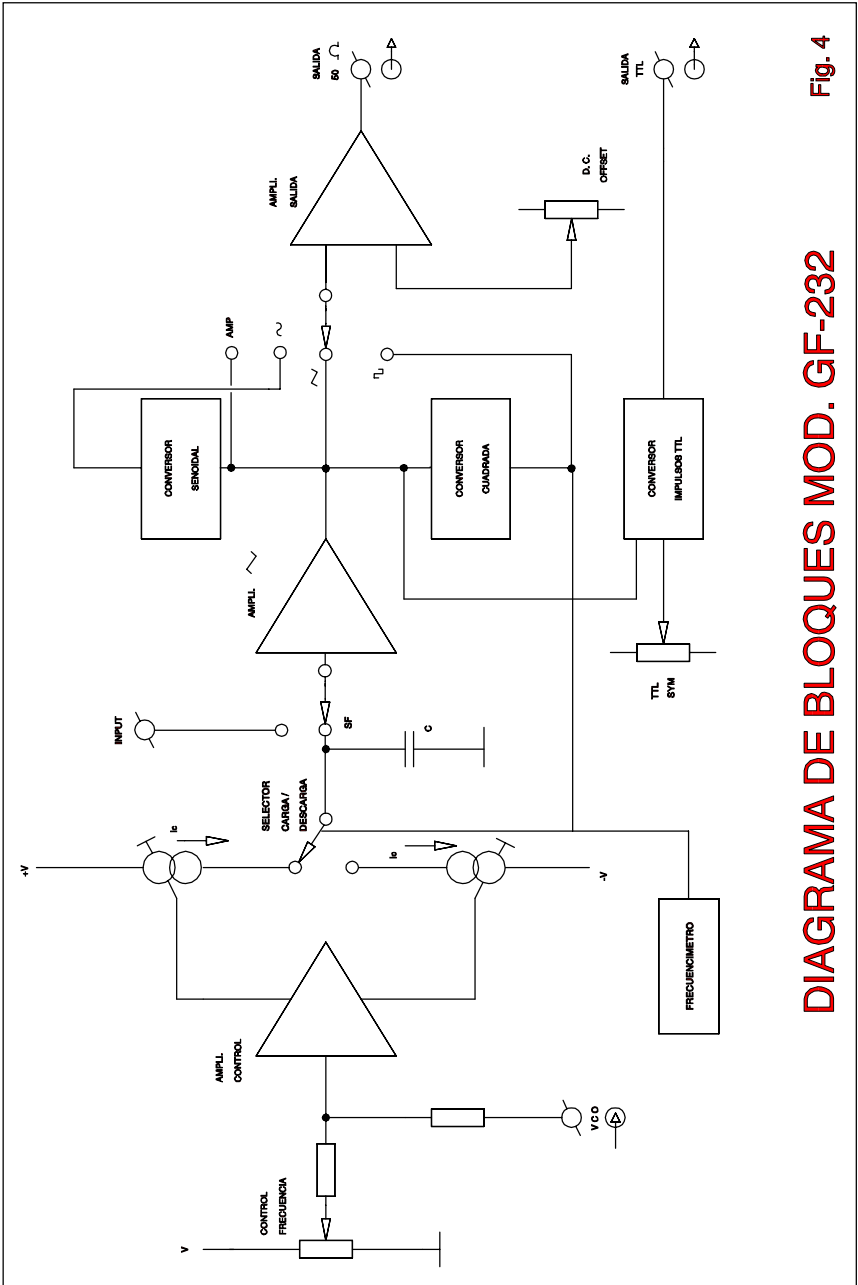 Fig. 4
DIAGRAMA DE BLOQUES MOD. GF-232
V
CONTROL
FRECUENCIA
V C O
AMPLI.
CONTROL
+V
Ic
Ic
-V
SELECTOR
CARGA /
DESCARGA
FRECUENCIMETRO
INPUT
SF
C
AMPLI.
TTL
SYM
CONVERSOR
SENOIDAL
CONVERSOR
CUADRADA
CONVERSOR
IMPULSOS TTL
AMP
AMPLI.
SALIDA
D. C.
OFFSET
SALIDA
50 Ω
SALIDA
TTL